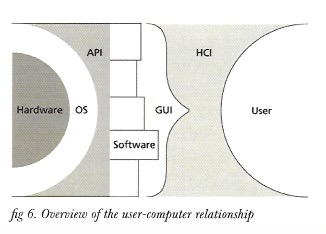 API
HCI
Hardware
OS
GUI
User
Software
fig 6. Overview of the user-computer relationship